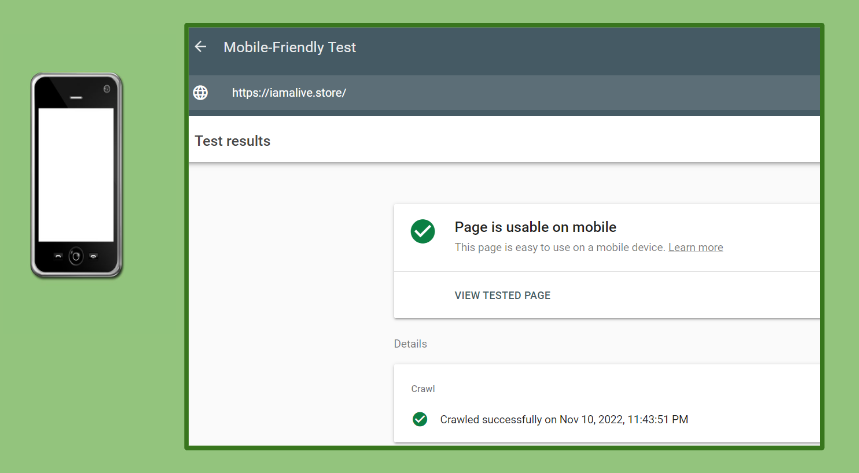 Mobile-Friendly Test
https://iamalive.store/
Test results
Page is usable on mobile
This page is easy to use on a mobile device. Learn more
VIEW TESTED PAGE
Details
Crawl
Crawled successfully on Nov 10, 2022, 11:43:51 PM